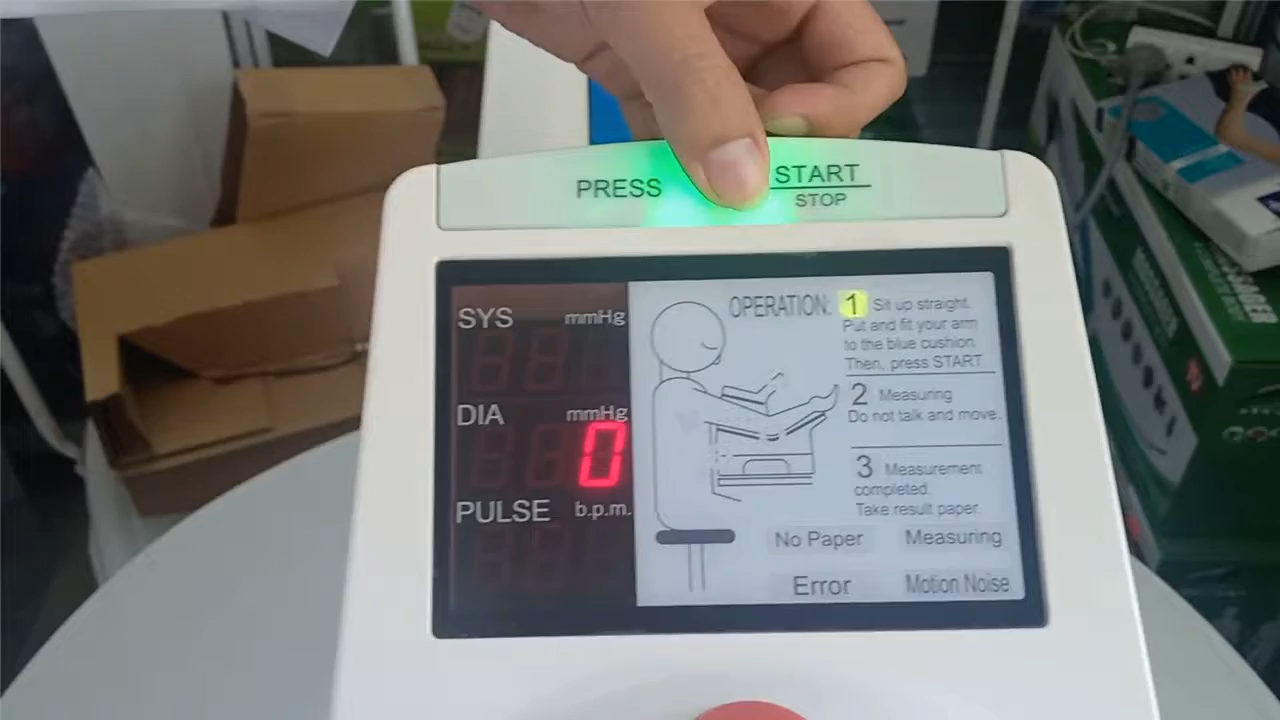 PRESS START
STOP
SYS mmHg
DIA mmHg
0
PULSE b.p.m.
OPERATION: 1 Sit up straight.
Put and fit your arm
to the blue cushion.
Then, press START
2 Measuring
Do not talk and move.
3 Measurement
completed.
Take result paper.
No Paper Measuring
Error Motion Noise